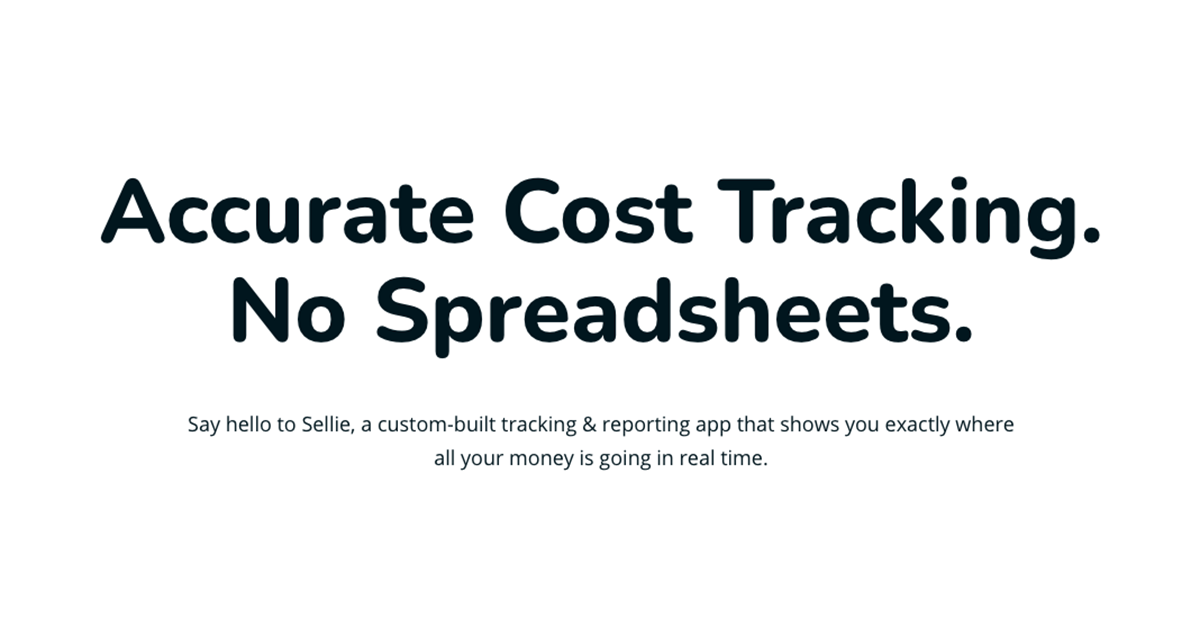 Accurate Cost Tracking.
No Spreadsheets.
Say hello to Sellie, a custom-built tracking & reporting app that shows you exactly where
all your money is going in real time.